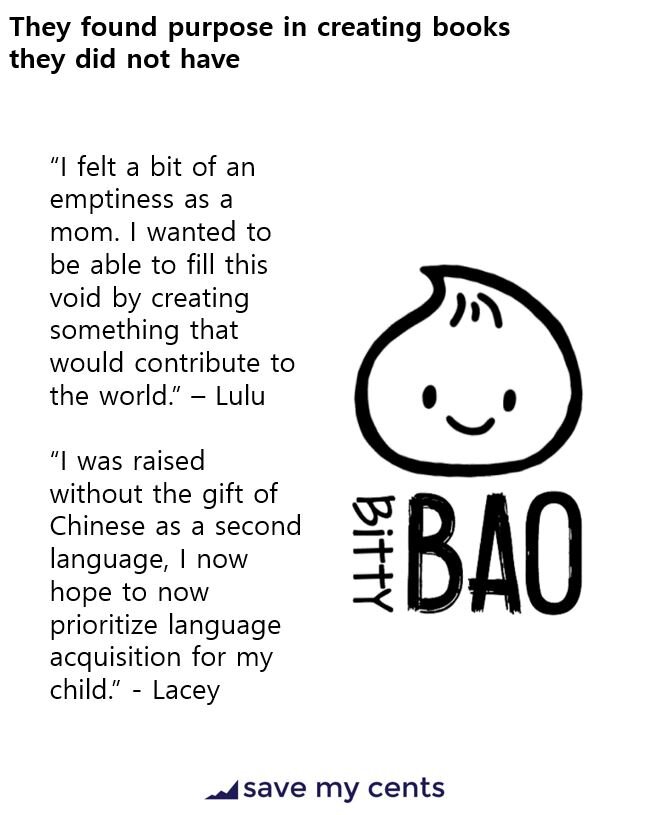 They found purpose in creating books
they did not have
“I felt a bit of an
emptiness as a
mom. I wanted to
be able to fill this
void by creating
something that
would contribute to
the world.” – Lulu
“I was raised
without the gift of
Chinese as a second
language, I now
hope to now
prioritize language
acquisition for my
child.” - Lacey
Bitty
BAO
save my cents